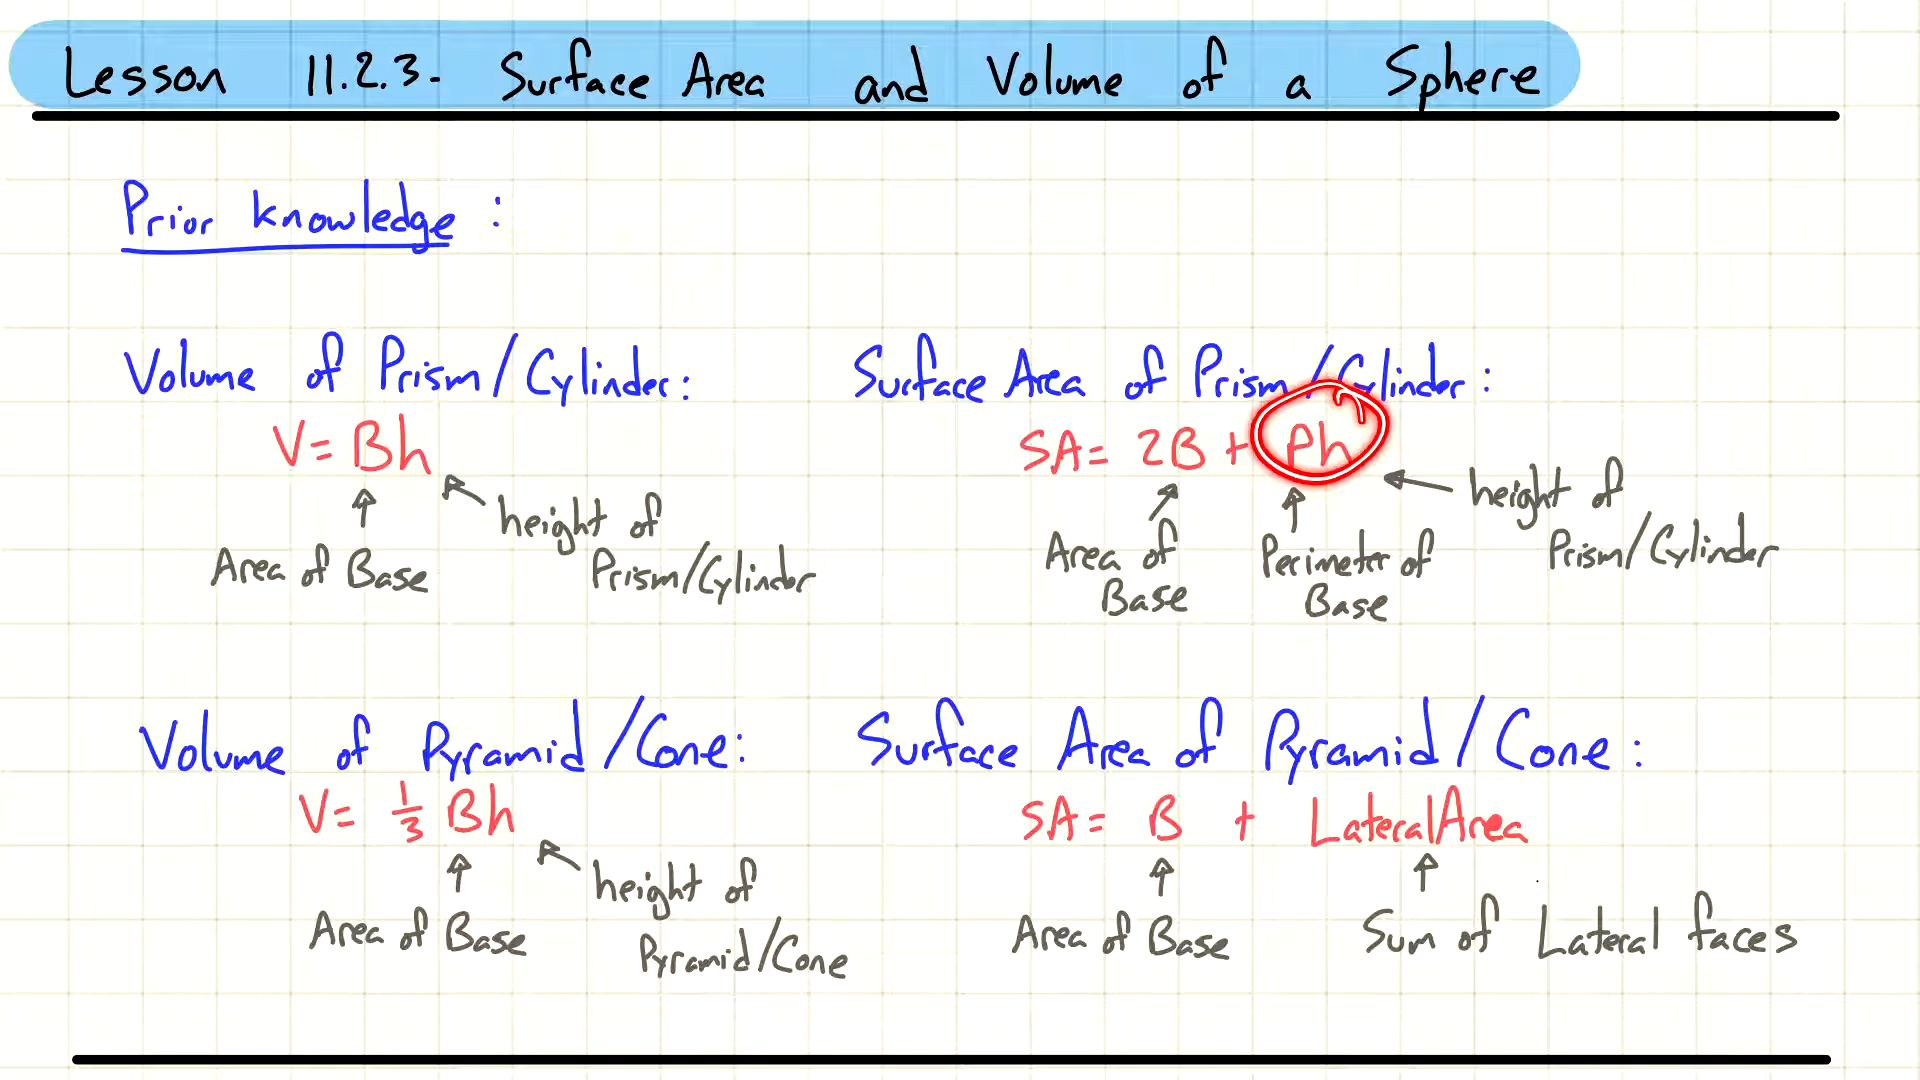 Lesson 11.2.3- Surface Area and Volume of a Sphere
Prior knowledge:
Volume of Prism/Cylinder:
V= Bh
Area of Base
height of
Prism/Cylinder
Surface Area of Prism/Cylinder:
SA= 2B + Ph
Area of
Base
Perimeter of
Base
height of
Prism/Cylinder
Volume of Pyramid/Cone:
V= 1/3 Bh
Area of Base
height of
Pyramid/Cone
Surface Area of Pyramid/Cone:
SA= B + Lateral Area
Area of Base
Sum of Lateral faces